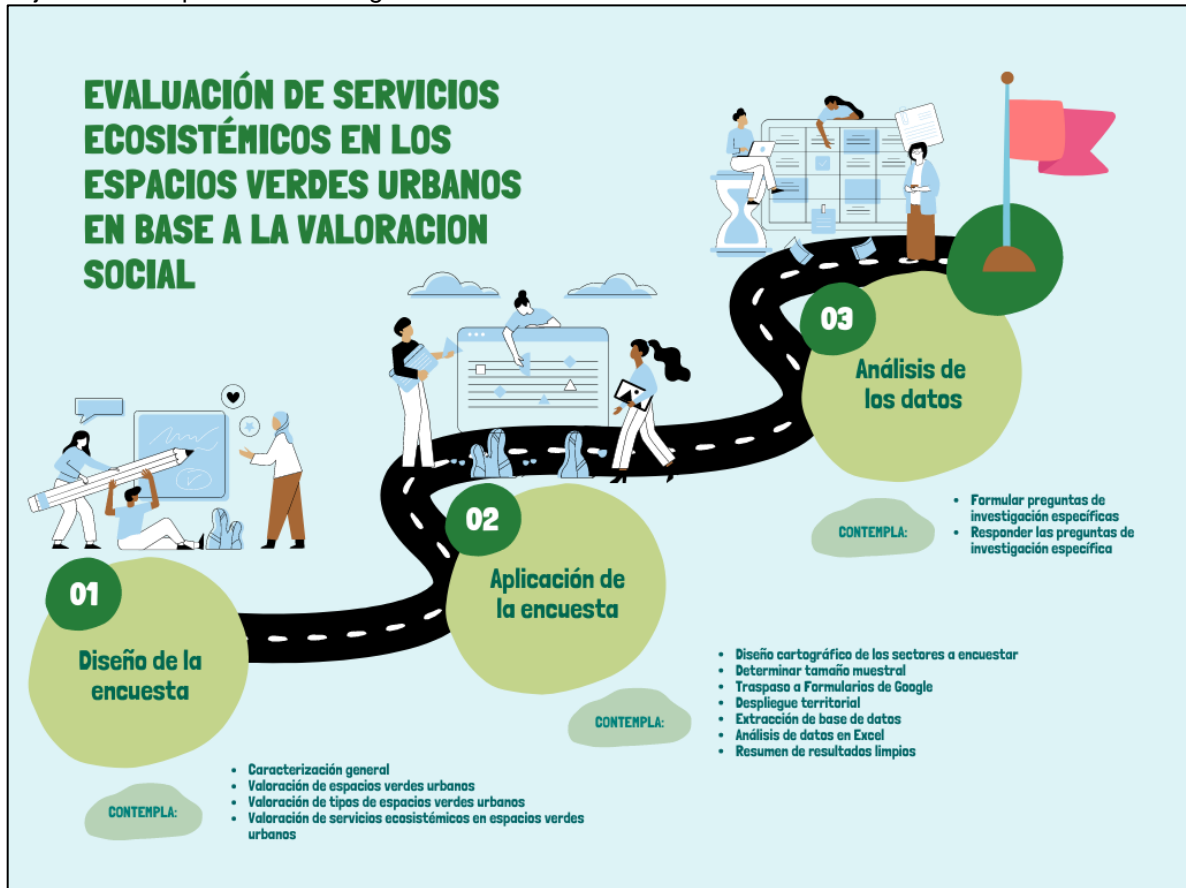 EVALUACIÓN DE SERVICIOS
ECOSISTÉMICOS EN LOS
ESPACIOS VERDES URBANOS
EN BASE A LA VALORACION
SOCIAL
01
Diseño de la
encuesta
CONTEMPLA:
• Caracterización general
• Valoración de espacios verdes urbanos
• Valoración de tipos de espacios verdes urbanos
• Valoración de servicios ecosistémicos en espacios verdes
urbanos
02
Aplicación de
la encuesta
CONTEMPLA:
• Diseño cartográfico de los sectores a encuestar
• Determinar tamaño muestral
• Traspaso a Formularios de Google
• Despliegue territorial
• Extracción de base de datos
• Análisis de datos en Excel
• Resumen de resultados limpios
03
Análisis de
los datos
CONTEMPLA:
• Formular preguntas de
investigación específicas
• Responder las preguntas de
investigación específica